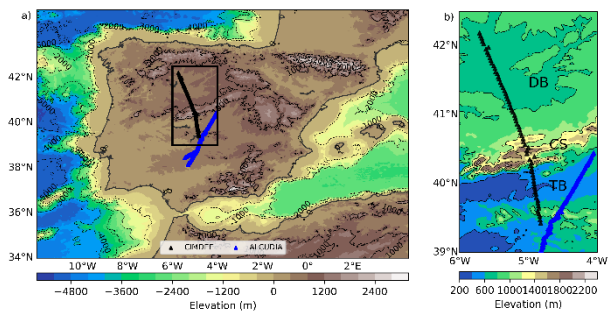 a)
b)
42°N
40°N
38°N
36°N
34°N
10°W 8°W 6°W 4°W 2°W 0° 2°E
CIMDEF ALCUDIA
−4800 −3600 −2400 −1200 0 1200 2400
Elevation (m)
42°N
41°N
40°N
39°N
DB
CS
TB
6°W 5°W 4°W
200 600 1000 1400 1800 2200
Elevation (m)